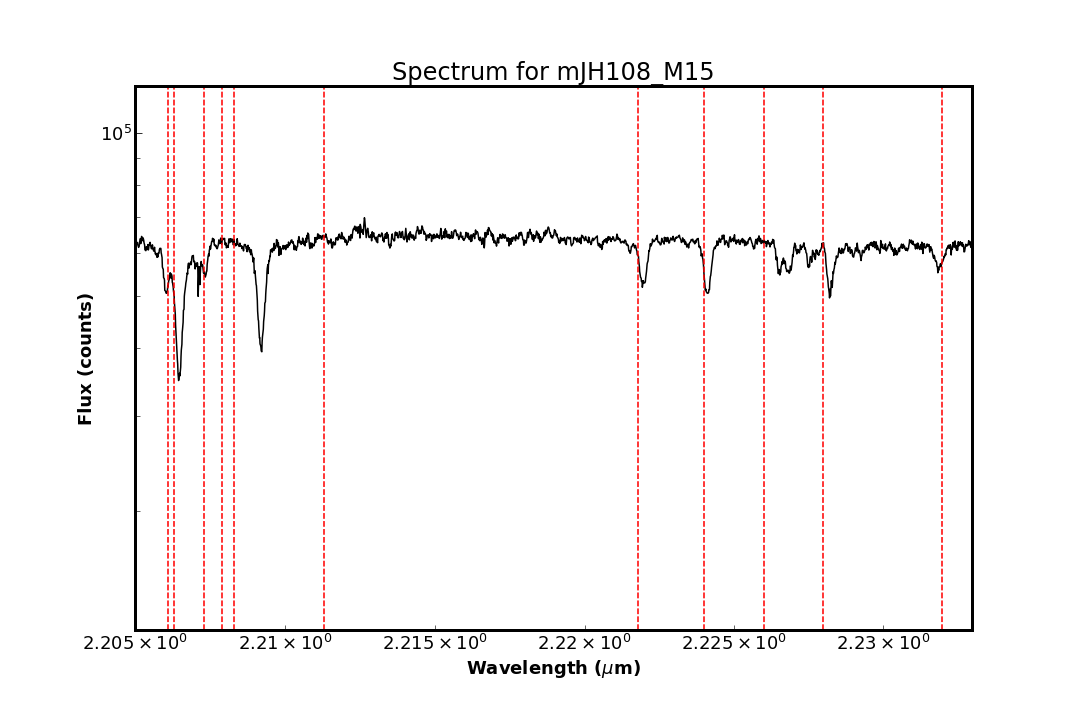 Spectrum for mJH108_M15
10⁵
Flux (counts)
2.205 × 10⁰ 2.21 × 10⁰ 2.215 × 10⁰ 2.22 × 10⁰ 2.225 × 10⁰ 2.23 × 10⁰
Wavelength (μm)